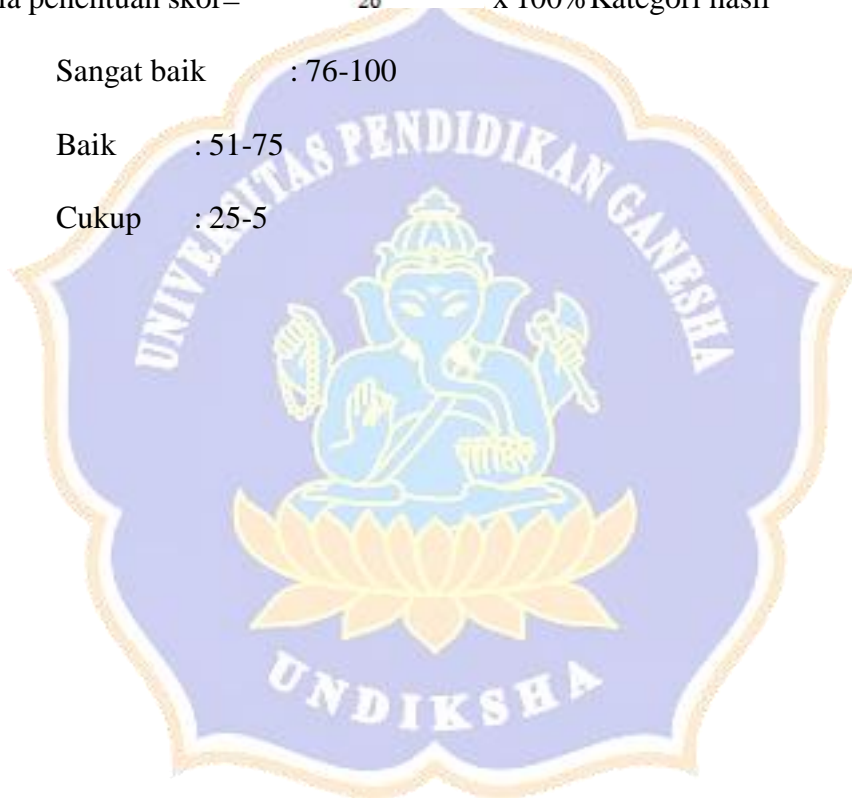 penentuan skor= x 100% Kategori hasil
Sangat baik : 76-100
Baik : 51-75
Cukup : 25-5
UNIVERSITAS PENDIDIKAN GANESHA
UNDIKSHA